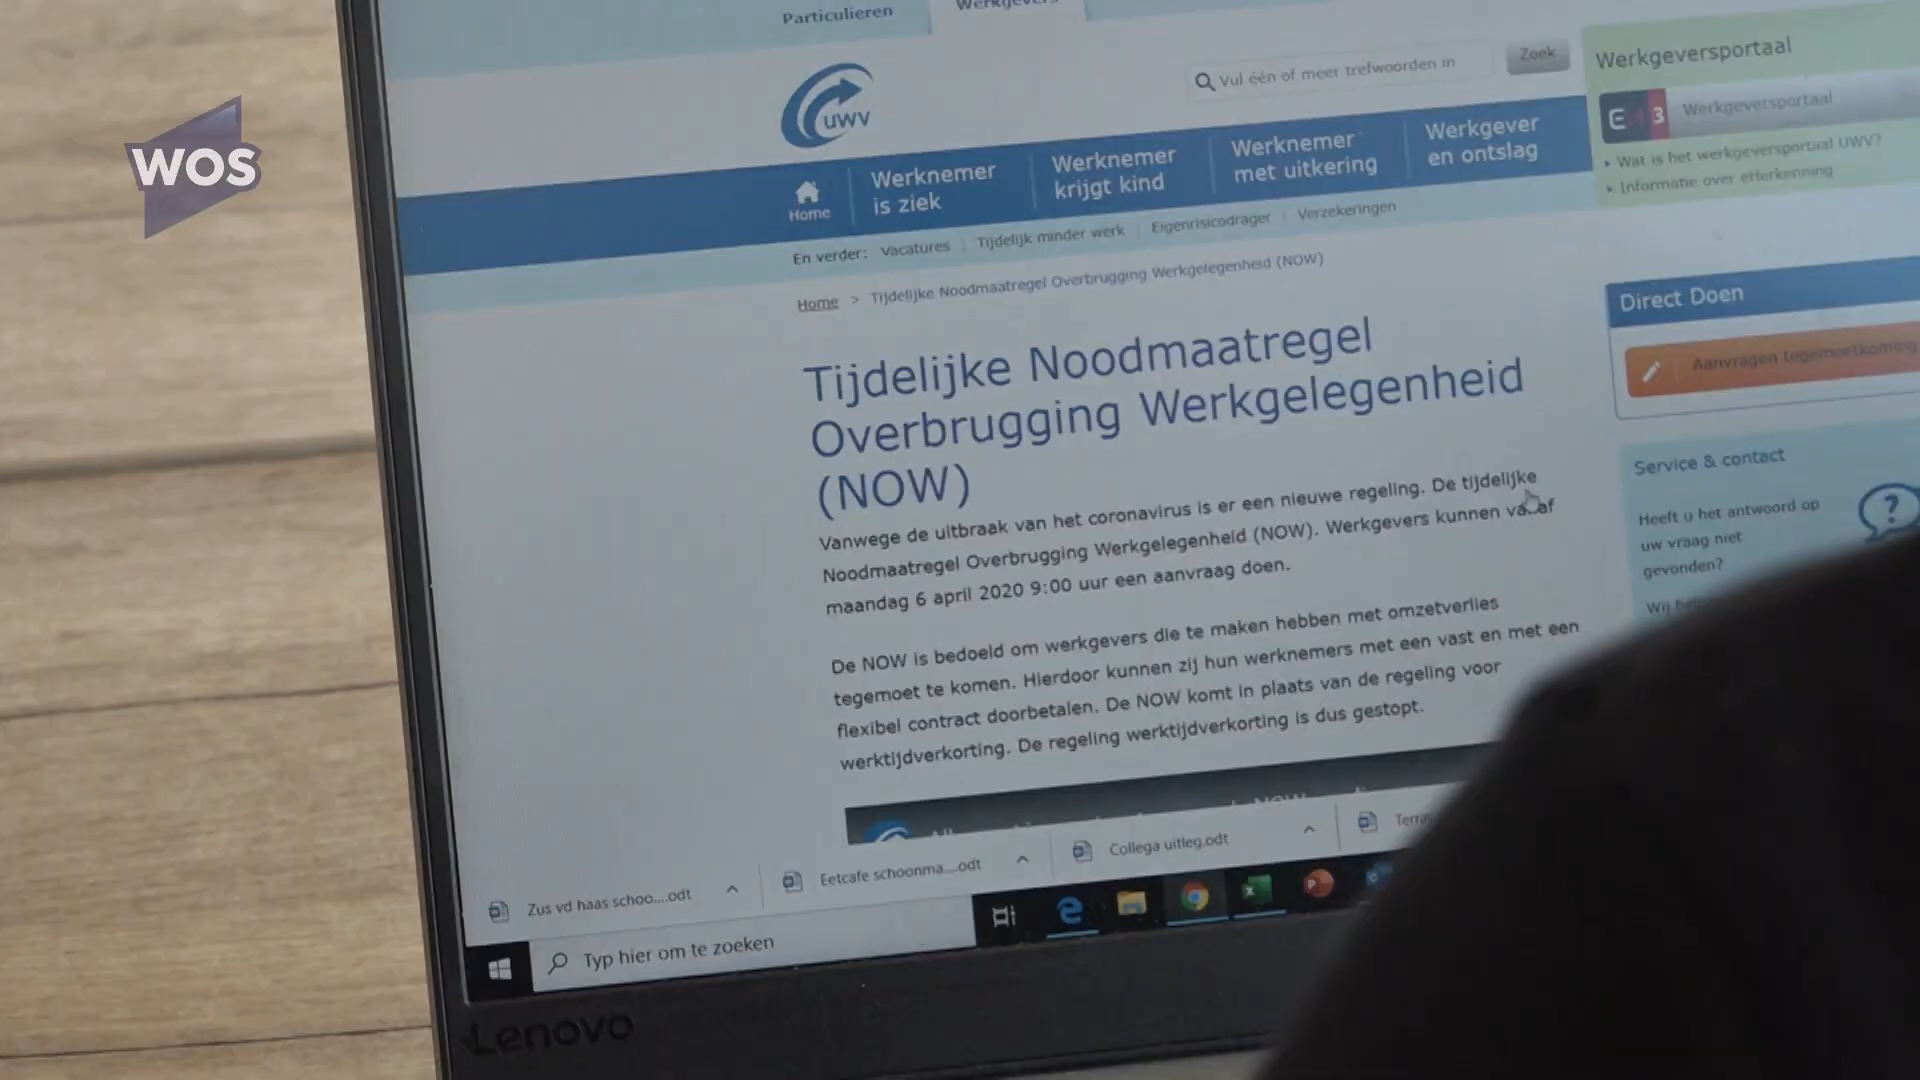 Particulieren
Werkgevers
WOS
UWV
Vul één of meer trefwoorden in
Zoek
Werkgeversportaal
Werkgeversportaal
Wat is het werkgeversportaal UWV?
Informatie over eHerkenning
Home
Werknemer is ziek
Werknemer krijgt kind
Werknemer met uitkering
Werkgever en ontslag
En verder: Vacatures | Tijdelijk minder werk | Eigenrisicodrager | Verzekeringen
Home > Tijdelijke Noodmaatregel Overbrugging Werkgelegenheid (NOW)
Tijdelijke Noodmaatregel
Overbrugging Werkgelegenheid
(NOW)
Vanwege de uitbraak van het coronavirus is er een nieuwe regeling. De tijdelijke
Noodmaatregel Overbrugging Werkgelegenheid (NOW). Werkgevers kunnen vanaf
maandag 6 april 2020 9:00 uur een aanvraag doen.
De NOW is bedoeld om werkgevers die te maken hebben met omzetverlies
tegemoet te komen. Hierdoor kunnen zij hun werknemers met een vast en met een
flexibel contract doorbetalen. De NOW komt in plaats van de regeling voor
werktijdverkorting. De regeling werktijdverkorting is dus gestopt.
Direct Doen
Aanvragen tegemoetkoming
Service & contact
Heeft u het antwoord op
uw vraag niet
gevonden?
Wij
Zus vd haas schoo....odt
Eetcafe schoonma....odt
Collega uitleg.odt
Typ hier om te zoeken
Lenovo